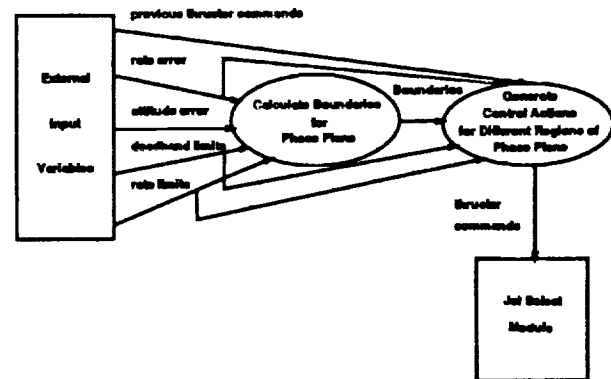 previous thruster commands
rate error
External
Input
Variables
attitude error
deadband limits
rate limits
Calculate Boundaries
for
Phase Plane
Boundaries
Generate
Control Actions
for Different Regions of
Phase Plane
thruster
commands
Jet Select
Module